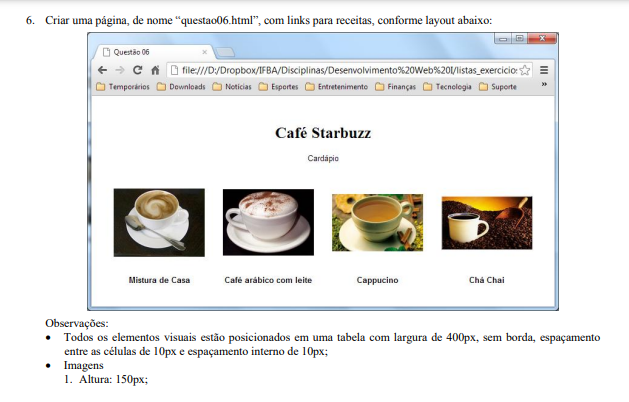 6. Criar uma página, de nome “questao06.html”, com links para receitas, conforme layout abaixo:
Questão 06
file:///D:/Dropbox/IFBA/Disciplinas/Desenvolvimento%20Web%20I/listas_exercicio:
Temporários Downloads Notícias Esportes Entretenimento Finanças Tecnologia Suporte »
Café Starbuzz
Cardápio
Mistura de Casa Café arábico com leite Cappucino Chá Chai
Observações:
• Todos os elementos visuais estão posicionados em uma tabela com largura de 400px, sem borda, espaçamento
entre as células de 10px e espaçamento interno de 10px;
• Imagens
1. Altura: 150px;